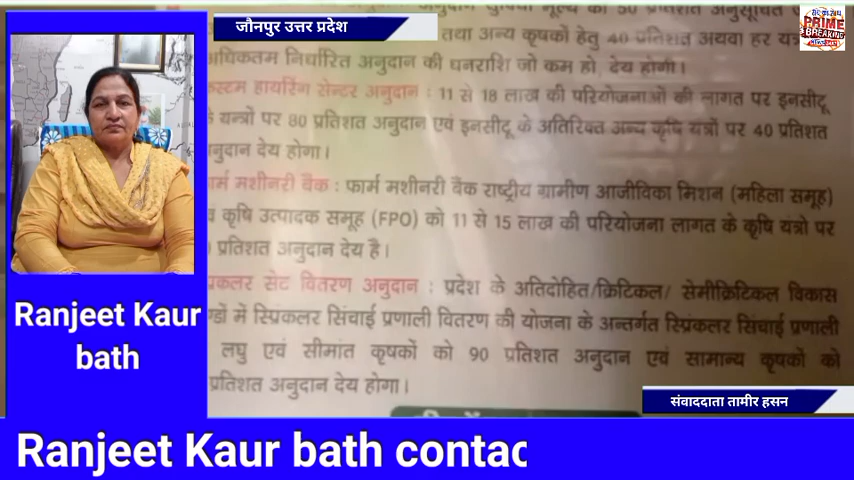 जौनपुर उत्तर प्रदेश
PRIME
BREAKING
अनुदान सुविधा मूल्य का 50 प्रतिशत अनुसूचित
तथा अन्य कृषकों हेतु 40 प्रतिशत अथवा हर
अधिकतम निर्धारित अनुदान की धनराशि जो कम हो, देय होगी।
कस्टम हायरिंग सेन्टर अनुदान : 11 से 18 लाख की परियोजनाओं की लागत पर इनसीटू
यन्त्रों पर 80 प्रतिशत अनुदान एवं इनसीटू के अतिरिक्त अन्य कृषि यंत्रों पर 40 प्रतिशत
अनुदान देय होगा।
फार्म मशीनरी बैंक : फार्म मशीनरी बैंक राष्ट्रीय ग्रामीण आजीविका मिशन (महिला समूह)
कृषि उत्पादक समूह (FPO) को 11 से 15 लाख की परियोजना लागत के कृषि यंत्रो पर
प्रतिशत अनुदान देय है।
स्प्रिंकलर सेट वितरण अनुदान : प्रदेश के अतिदोहित/क्रिटिकल/ सेमीक्रिटिकल विकास
में स्प्रिंकलर सिंचाई प्रणाली वितरण की योजना के अन्तर्गत स्प्रिंकलर सिंचाई प्रणाली
लघु एवं सीमांत कृषकों को 90 प्रतिशत अनुदान एवं सामान्य कृषकों को
प्रतिशत अनुदान देय होगा।
संवाददाता तामीर हसन
Ranjeet Kaur
bath
Ranjeet Kaur bath contac